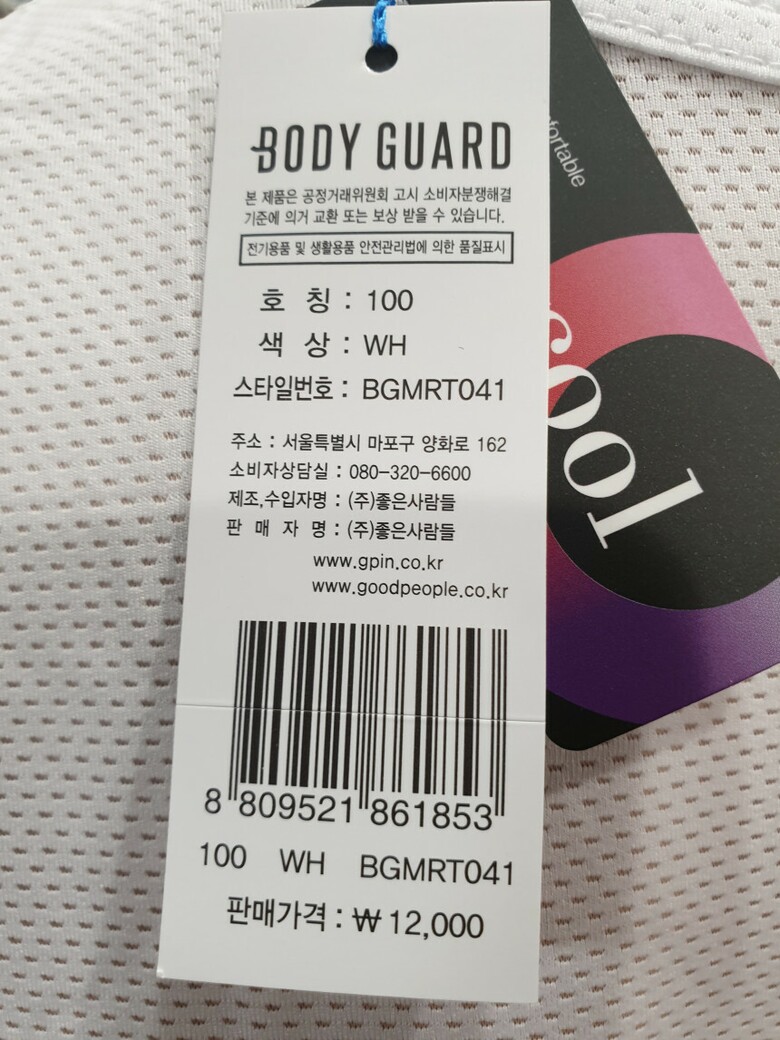 BODY GUARD
본 제품은 공정거래위원회 고시 소비자분쟁해결
기준에 의거 교환 또는 보상 받을 수 있습니다.
전기용품 및 생활용품 안전관리법에 의한 품질표시
호 칭 : 100
색 상 : WH
스타일번호 : BGMRT041
주소 : 서울특별시 마포구 양화로 162
소비자상담실 : 080-320-6600
제조,수입자명 : (주)좋은사람들
판 매 자 명 : (주)좋은사람들
www.gpin.co.kr
www.goodpeople.co.kr
8 809521 861853
100 WH BGMRT041
판매가격 : ₩ 12,000
cool